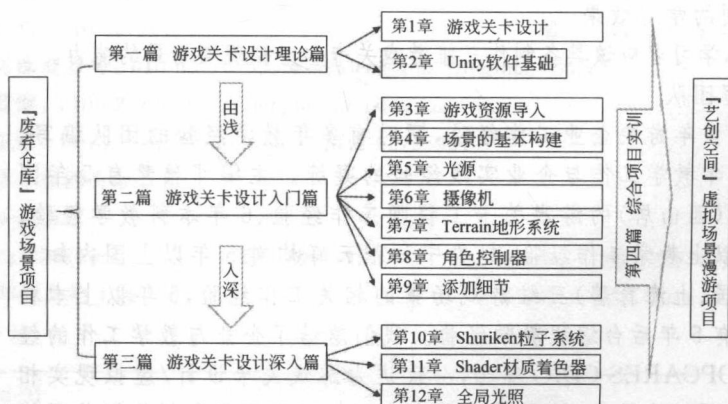 『废弃仓库』游戏场景项目
第一篇 游戏关卡设计理论篇
由浅
第二篇 游戏关卡设计入门篇
入深
第三篇 游戏关卡设计深入篇
第1章 游戏关卡设计
第2章 Unity软件基础
第3章 游戏资源导入
第4章 场景的基本构建
第5章 光源
第6章 摄像机
第7章 Terrain地形系统
第8章 角色控制器
第9章 添加细节
第10章 Shuriken粒子系统
第11章 Shader材质着色器
第12章 全局光照
第四篇 综合项目实训
『艺创空间』虚拟场景漫游项目